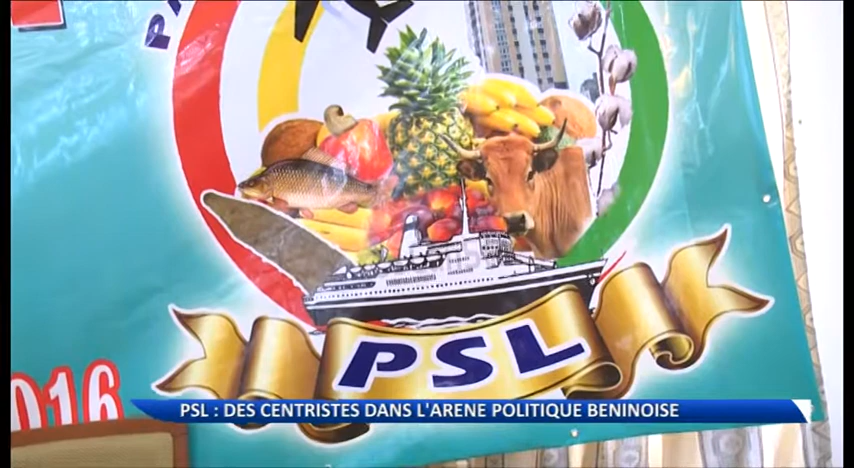 PSL
016
PSL : DES CENTRISTES DANS L'ARENE POLITIQUE BENINOISE